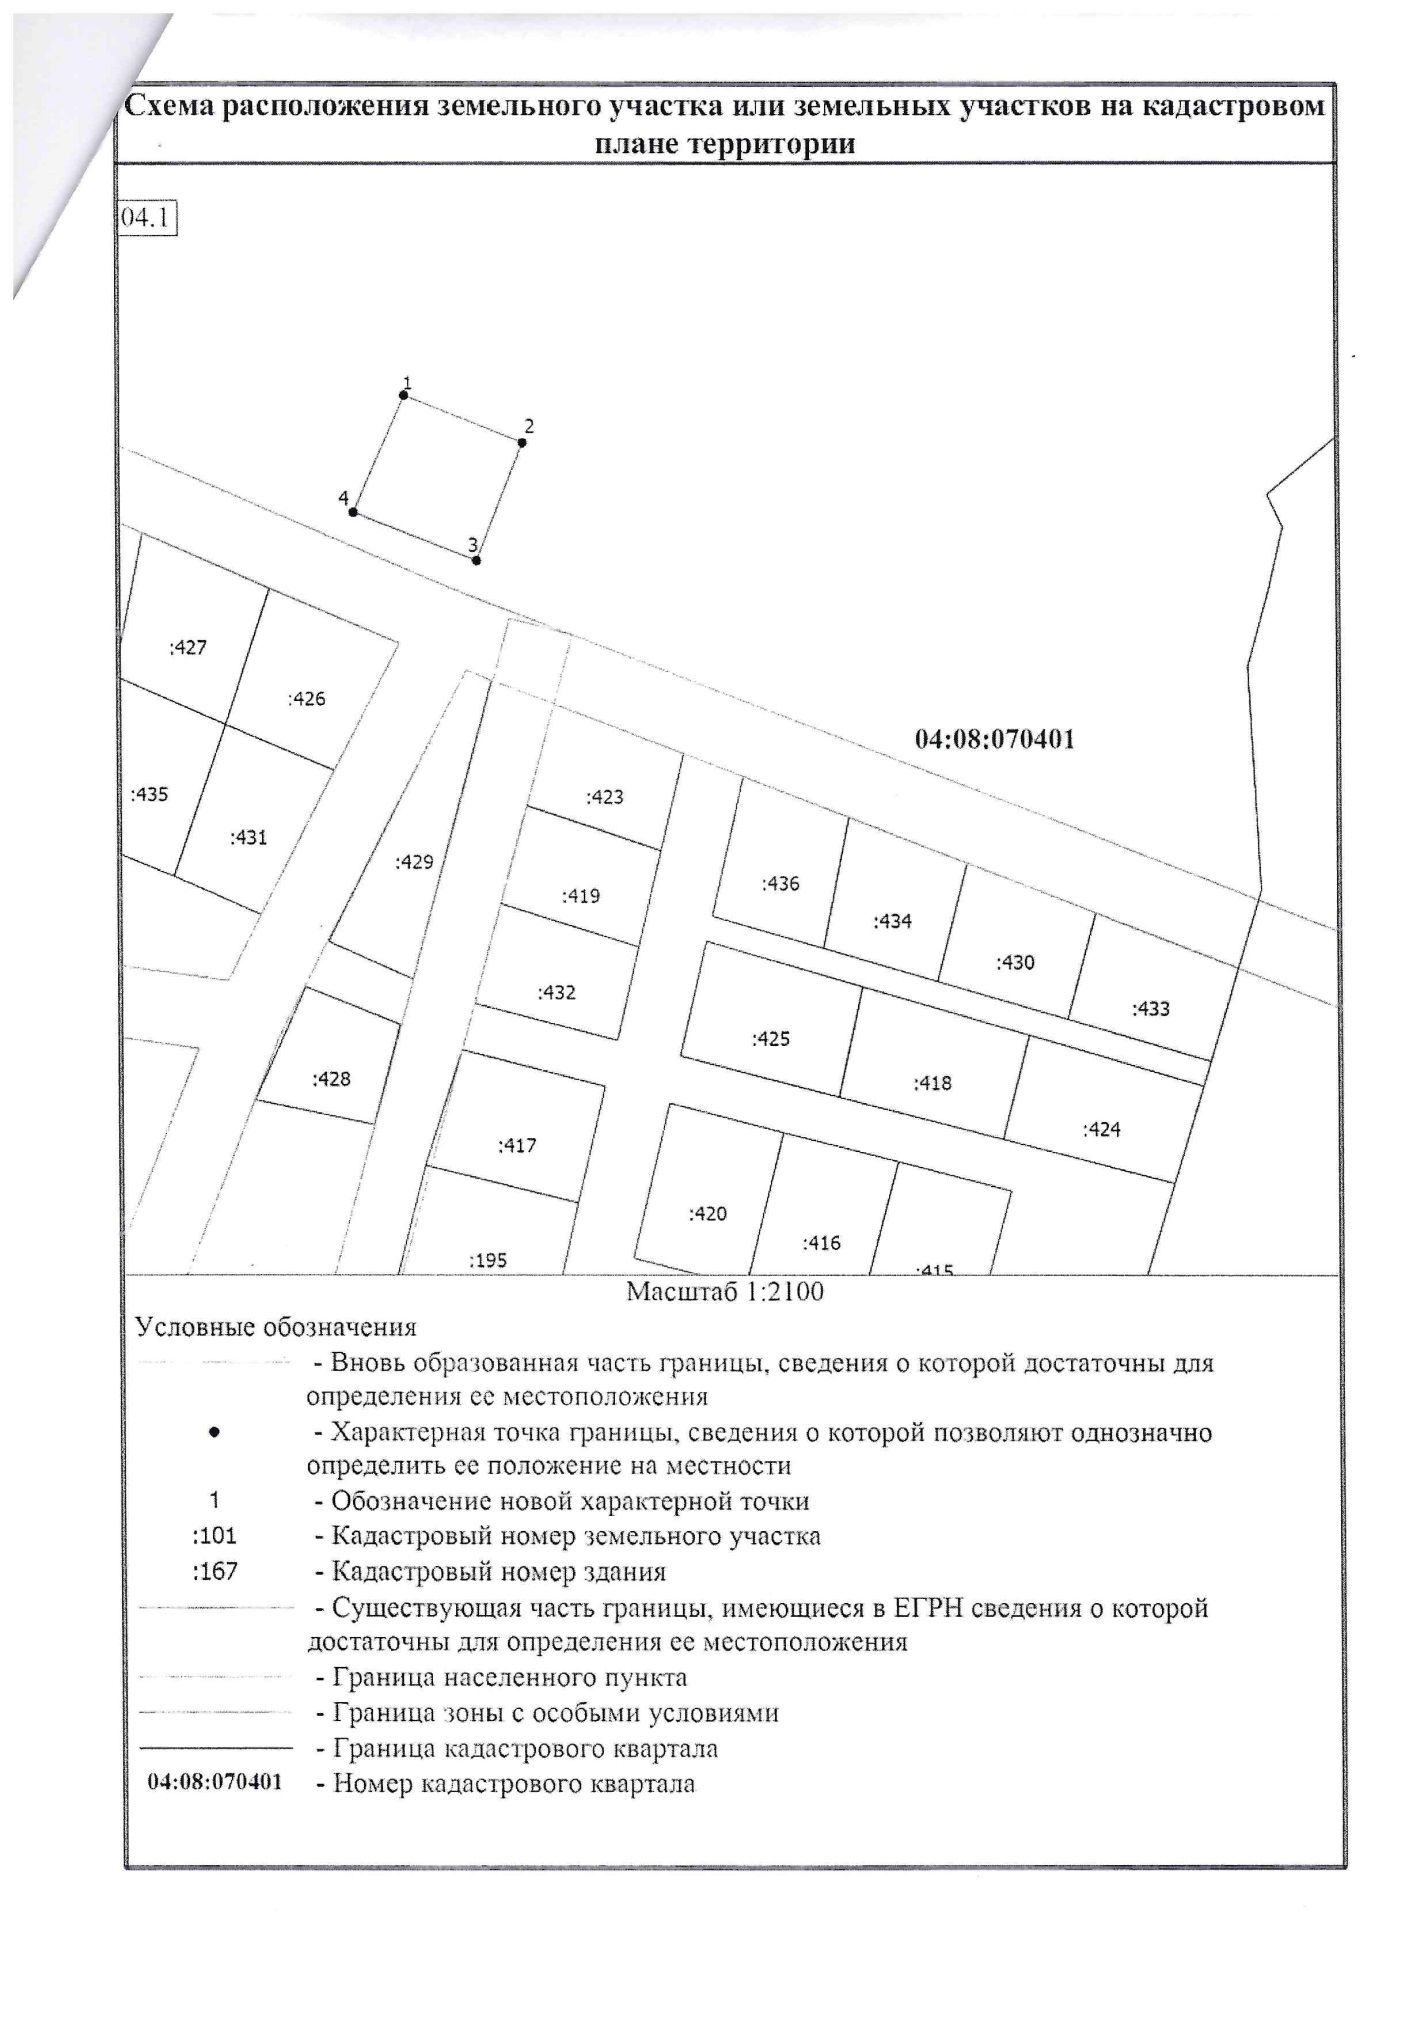 Схема расположения земельного участка или земельных участков на кадастровом
плане территории
04.1
1
2
4
3
:427
:426
04:08:070401
:435
:423
:431
:429
:436
:419
:434
:430
:432
:433
:425
:428
:418
:424
:417
:420
:416
:195
:415
Масштаб 1:2100
Условные обозначения
- Вновь образованная часть границы, сведения о которой достаточны для
определения ее местоположения
- Характерная точка границы, сведения о которой позволяют однозначно
определить ее положение на местности
1 - Обозначение новой характерной точки
:101 - Кадастровый номер земельного участка
:167 - Кадастровый номер здания
- Существующая часть границы, имеющиеся в ЕГРН сведения о которой
достаточны для определения ее местоположения
- Граница населенного пункта
- Граница зоны с особыми условиями
- Граница кадастрового квартала
04:08:070401 - Номер кадастрового квартала